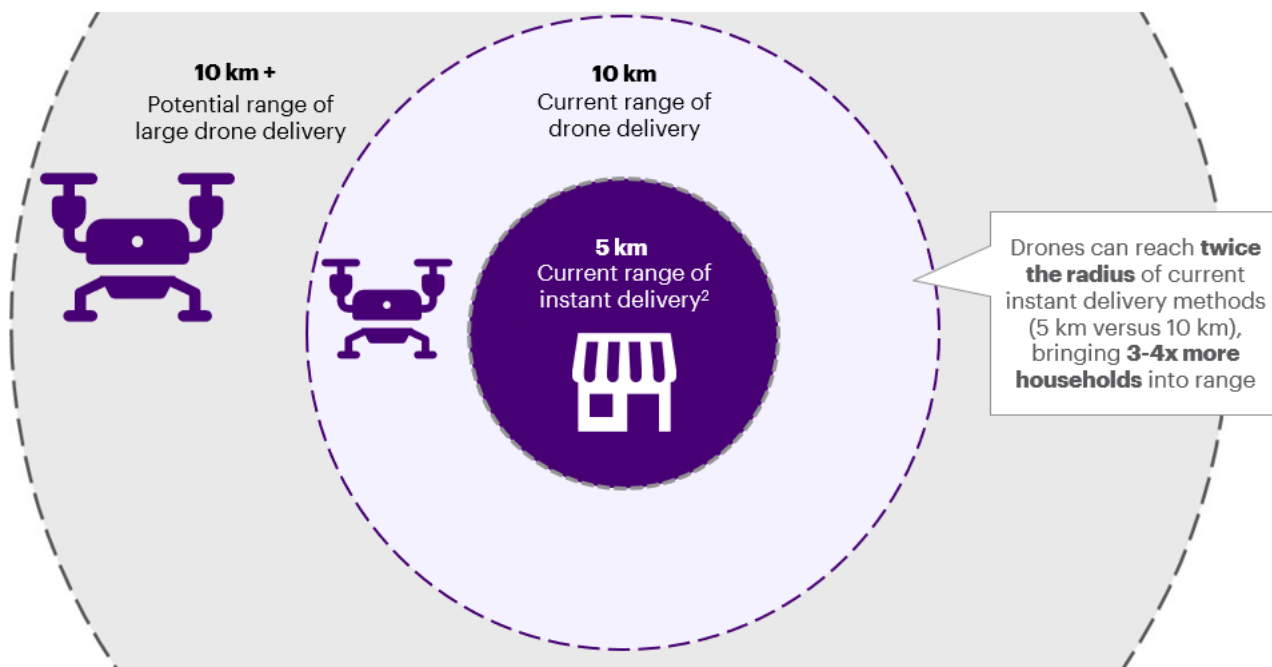 10 km +
Potential range of
large drone delivery
10 km
Current range of
drone delivery
5 km
Current range of
instant delivery²
Drones can reach twice
the radius of current
instant delivery methods
(5 km versus 10 km),
bringing 3-4x more
households into range